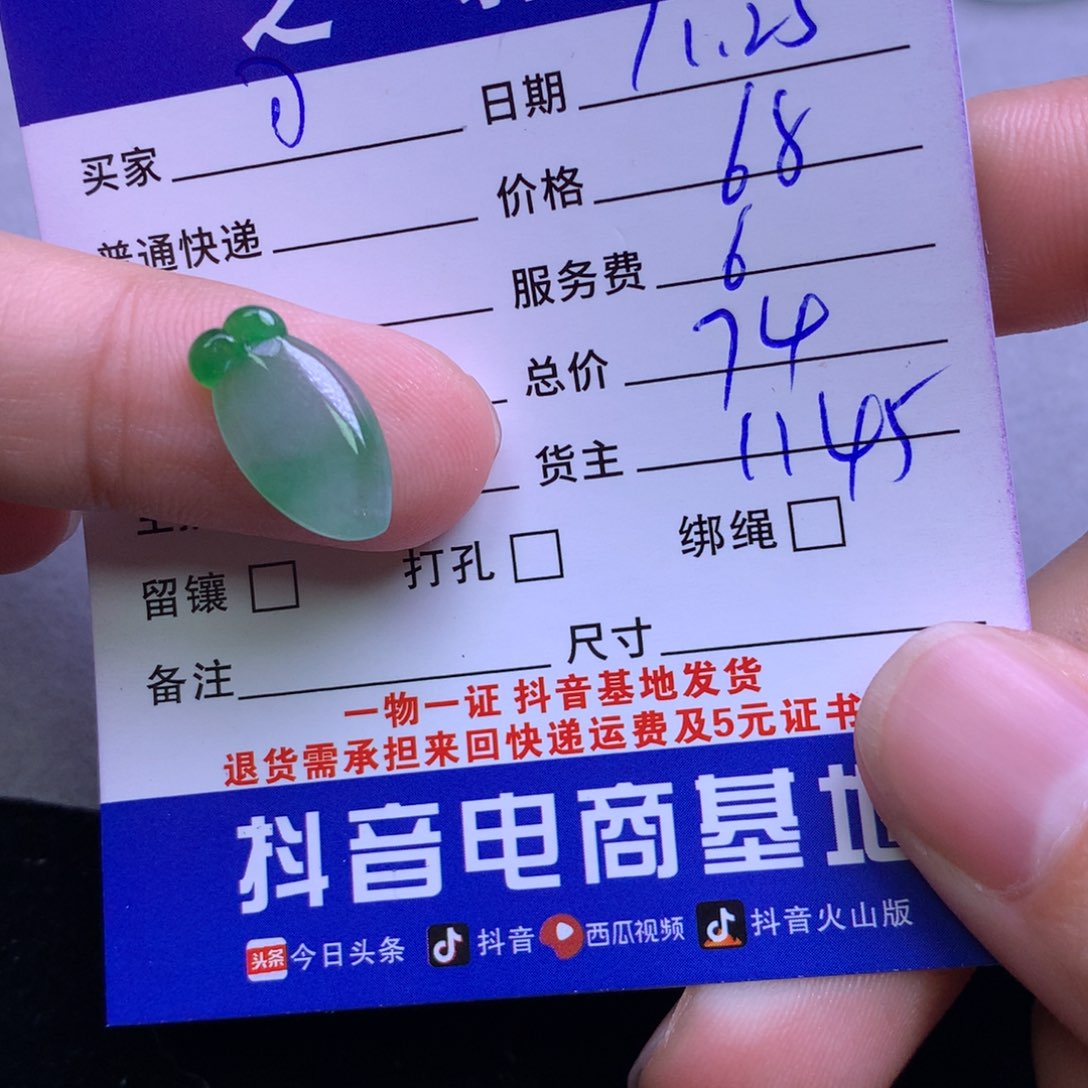 日期 11.25
买家
价格 68
普通快递
服务费 6
总价 74
货主 1145
留镶 □ 打孔 □ 绑绳 □
备注 尺寸
一物一证 抖音基地发货
退货需承担来回快递运费及5元证书
抖音电商基地
头条 今日头条 抖音 西瓜视频 抖音火山版